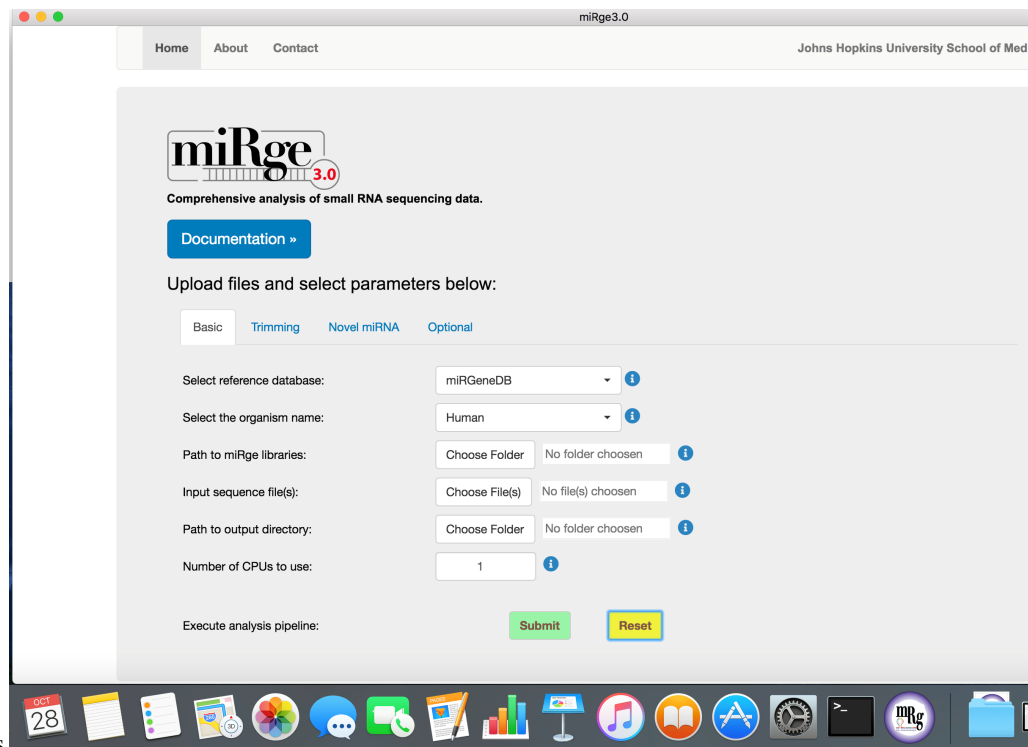 miRge3.0
Home About Contact Johns Hopkins University School of Med
miRge
3.0
Comprehensive analysis of small RNA sequencing data.
Documentation »
Upload files and select parameters below:
Basic Trimming Novel miRNA Optional
Select reference database: miRGeneDB
Select the organism name: Human
Path to miRge libraries: Choose Folder No folder choosen
Input sequence file(s): Choose File(s) No file(s) choosen
Path to output directory: Choose Folder No folder choosen
Number of CPUs to use: 1
Execute analysis pipeline: Submit Reset
OCT
28
3D
PAGES
>_
mRg
s